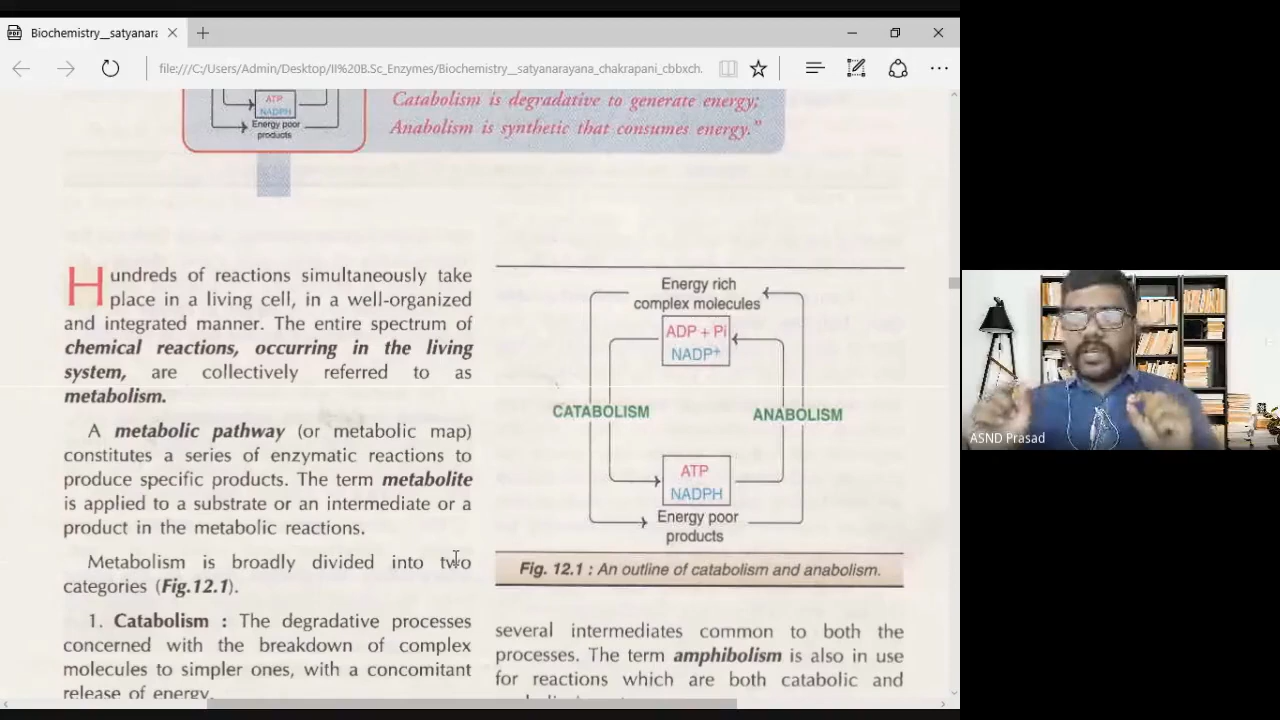 Biochemistry__satyanara
file:///C:/Users/Admin/Desktop/II%20B.Sc_Enzymes/Biochemistry__satyanarayana_chakrapani_cbbxch.
ATP
NADPH
Energy poor
products
Catabolism is degradative to generate energy;
Anabolism is synthetic that consumes energy.”
Hundreds of reactions simultaneously take
place in a living cell, in a well-organized
and integrated manner. The entire spectrum of
chemical reactions, occurring in the living
system, are collectively referred to as
metabolism.
A metabolic pathway (or metabolic map)
constitutes a series of enzymatic reactions to
produce specific products. The term metabolite
is applied to a substrate or an intermediate or a
product in the metabolic reactions.
Metabolism is broadly divided into two
categories (Fig.12.1).
1. Catabolism : The degradative processes
concerned with the breakdown of complex
molecules to simpler ones, with a concomitant
release of energy.
Energy rich
complex molecules
ADP + Pi
NADP+
CATABOLISM
ANABOLISM
ATP
NADPH
Energy poor
products
Fig. 12.1 : An outline of catabolism and anabolism.
several intermediates common to both the
processes. The term amphibolism is also in use
for reactions which are both catabolic and
ASND Prasad